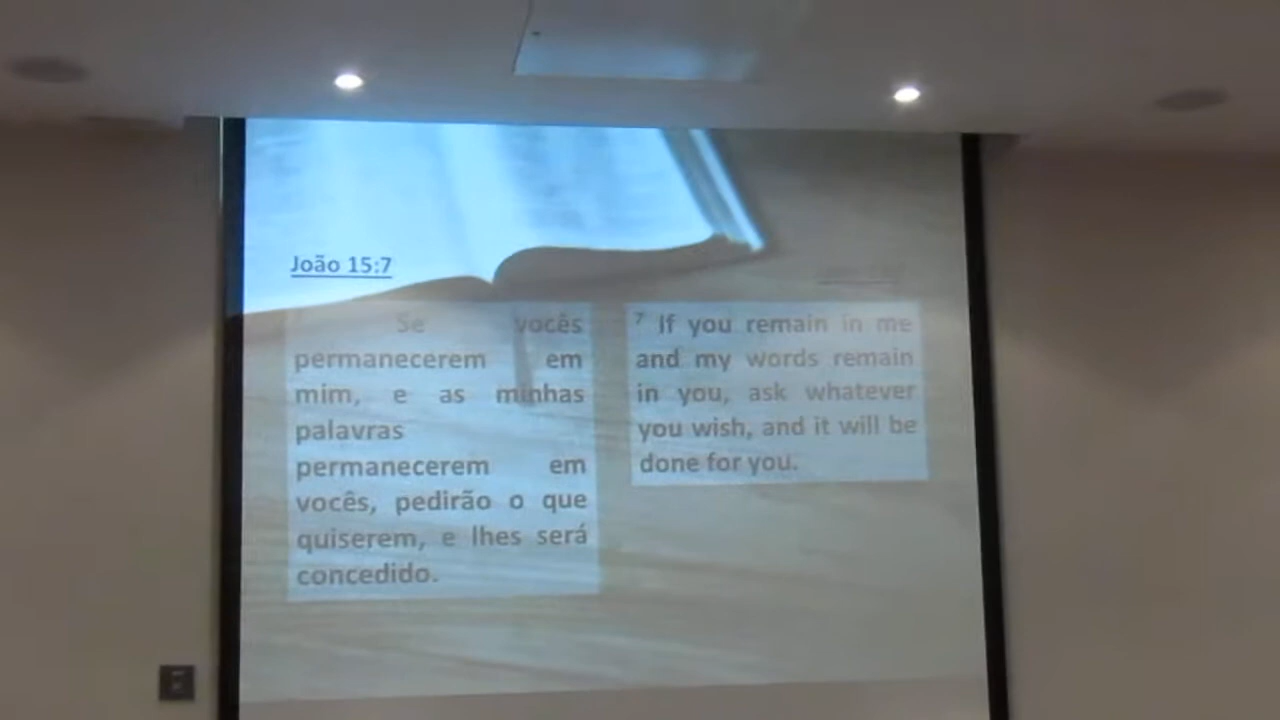 João 15:7
Se vocês
permanecerem em
mim, e as minhas
palavras
permanecerem em
vocês, pedirão o que
quiserem, e lhes será
concedido.
7 If you remain in me
and my words remain
in you, ask whatever
you wish, and it will be
done for you.